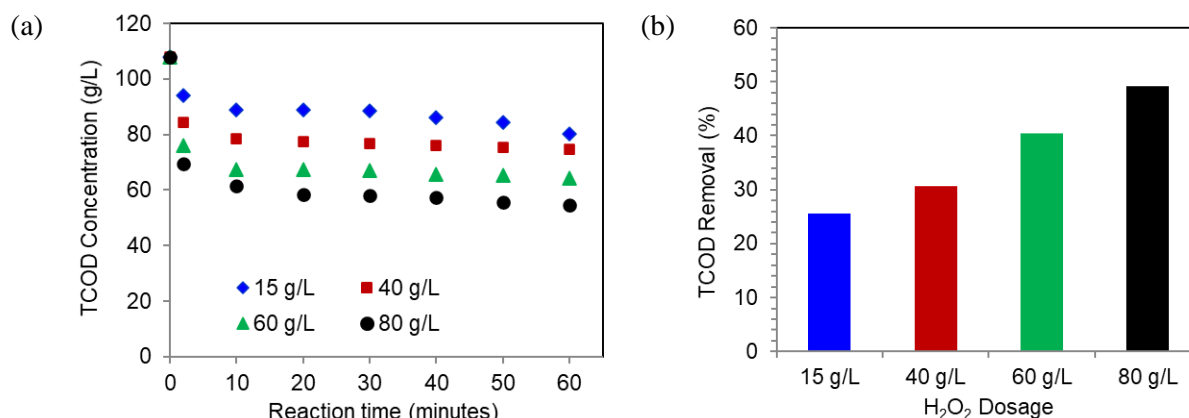 (a)
TCOD Concentration (g/L)
120
100
80
60
40
20
0
15 g/L
40 g/L
60 g/L
80 g/L
0 10 20 30 40 50 60
Reaction time (minutes)
(b)
TCOD Removal (%)
60
50
40
30
20
10
0
15 g/L 40 g/L 60 g/L 80 g/L
H₂O₂ Dosage